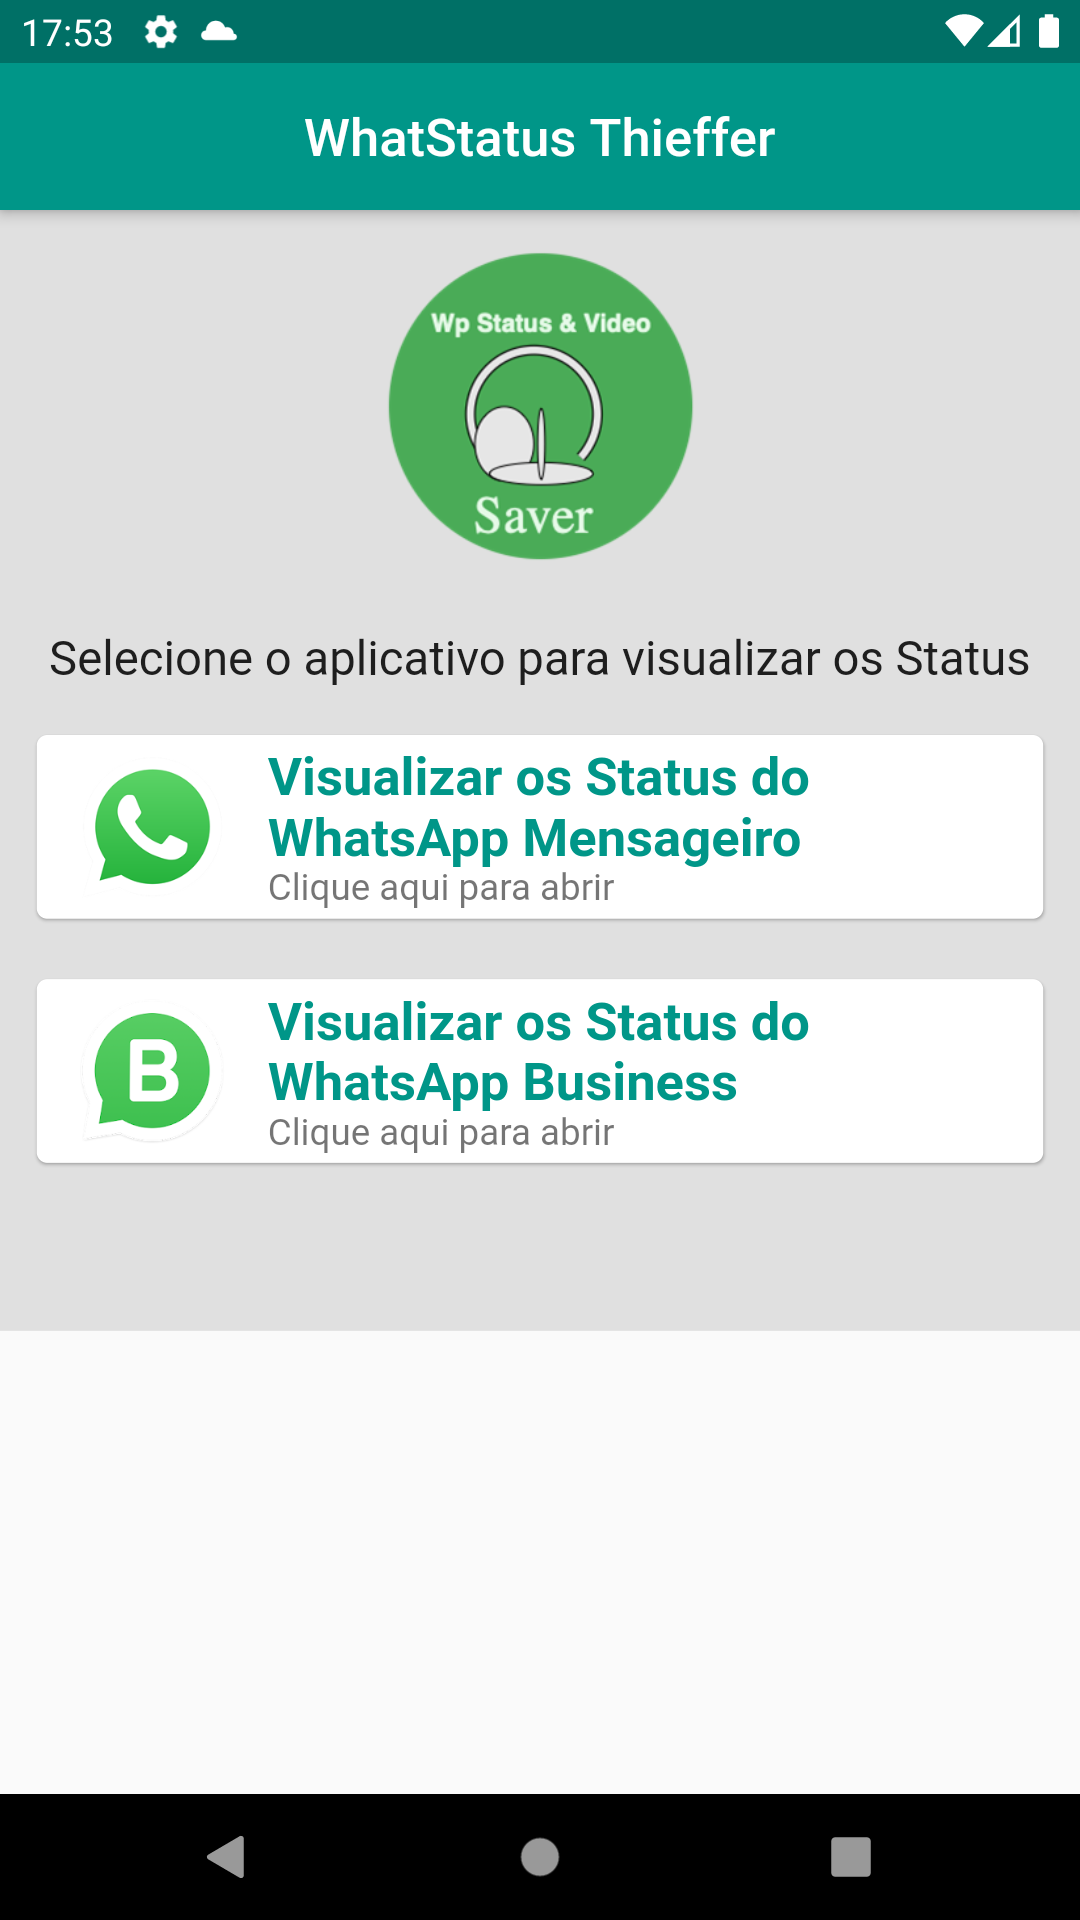 17:53
WhatStatus Thieffer
Wp Status & Video
Saver
Selecione o aplicativo para visualizar os Status
Visualizar os Status do
WhatsApp Mensageiro
Clique aqui para abrir
B
Visualizar os Status do
WhatsApp Business
Clique aqui para abrir